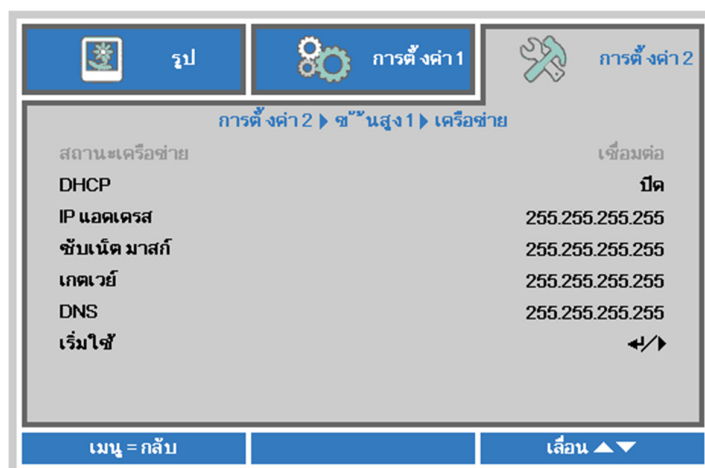 รูป
การตั้งค่า 1
การตั้งค่า 2
การตั้งค่า 2 ▶ ขั้นสูง 1 ▶ เครือข่าย
สถานะเครือข่าย เชื่อมต่อ
DHCP ปิด
IP แอดเดรส 255.255.255.255
ซับเน็ต มาสก์ 255.255.255.255
เกตเวย์ 255.255.255.255
DNS 255.255.255.255
เริ่มใช้ ↵/▶
เมนู = กลับ
เลื่อน ▲▼